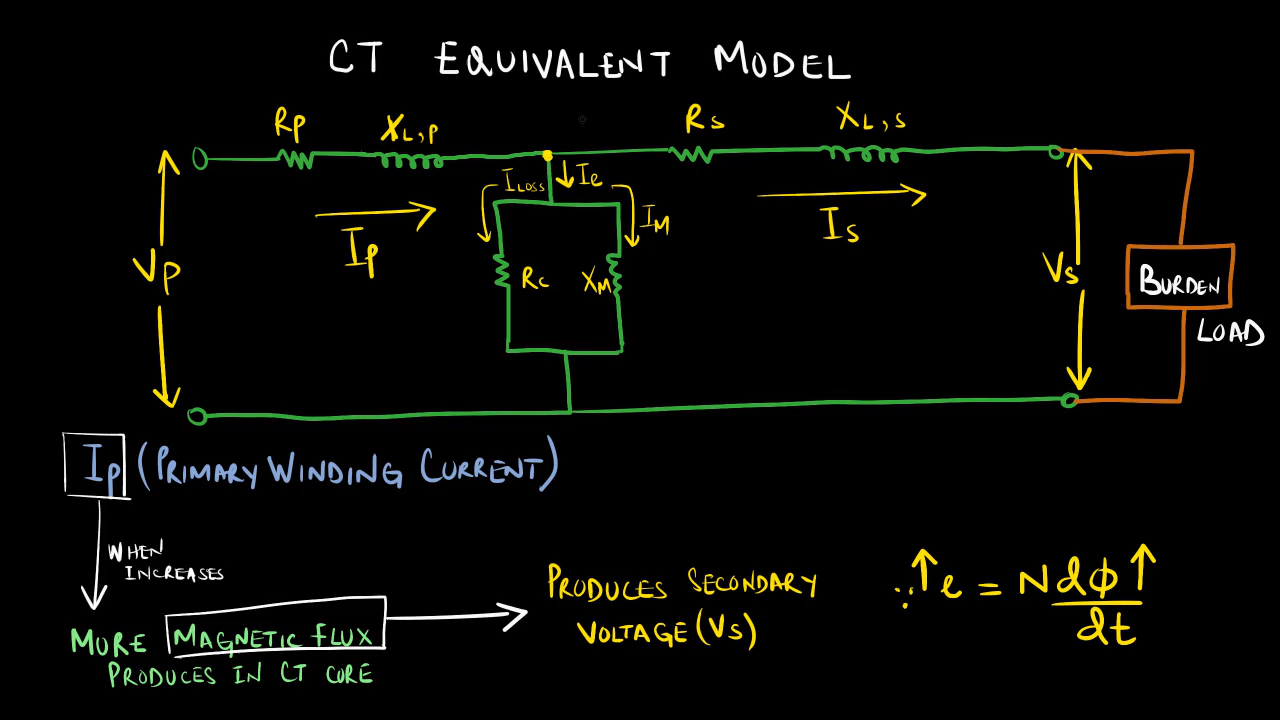 CT EQUIVALENT MODEL
Rp
XL,p
Rs
XL,s
ILOSS
Ie
IM
Ip
Is
Vp
Rc
XM
Vs
BURDEN
LOAD
Ip (PRIMARY WINDING CURRENT)
WHEN
INCREASES
MORE MAGNETIC FLUX
PRODUCES IN CT CORE
PRODUCES SECONDARY
VOLTAGE (Vs)
∵ ↑e = N dϕ↑
dt